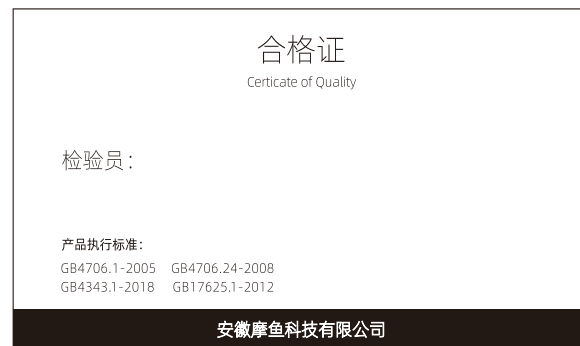 合格证
Certicate of Quality
检验员：
产品执行标准：
GB4706.1-2005 GB4706.24-2008
GB4343.1-2018 GB17625.1-2012
安徽摩鱼科技有限公司